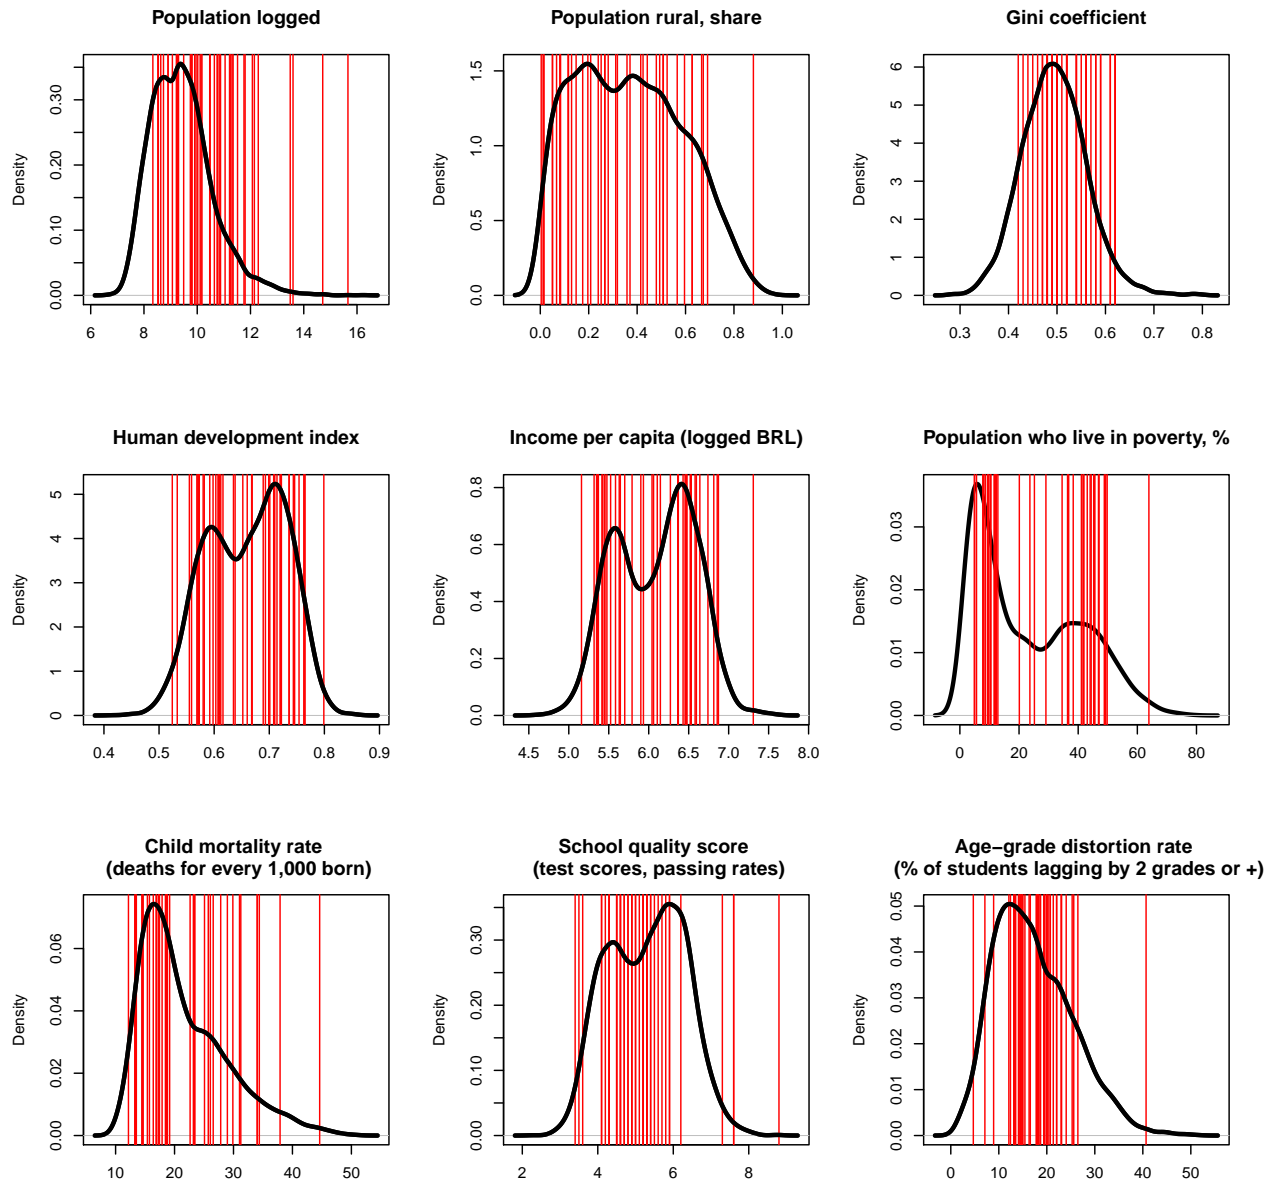 Population logged
Density
0.00 0.10 0.20 0.30
6 8 10 12 14 16
Population rural, share
Density
0.0 0.5 1.0 1.5
0.0 0.2 0.4 0.6 0.8 1.0
Gini coefficient
Density
0 1 2 3 4 5 6
0.3 0.4 0.5 0.6 0.7 0.8
Human development index
Density
0 1 2 3 4 5
0.4 0.5 0.6 0.7 0.8 0.9
Income per capita (logged BRL)
Density
0.0 0.2 0.4 0.6 0.8
4.5 5.0 5.5 6.0 6.5 7.0 7.5 8.0
Population who live in poverty, %
Density
0.00 0.01 0.02 0.03
0 20 40 60 80
Child mortality rate
(deaths for every 1,000 born)
Density
0.00 0.02 0.04 0.06
10 20 30 40 50
School quality score
(test scores, passing rates)
Density
0.00 0.10 0.20 0.30
2 4 6 8
Age−grade distortion rate
(% of students lagging by 2 grades or +)
Density
0.00 0.01 0.02 0.03 0.04 0.05
0 10 20 30 40 50